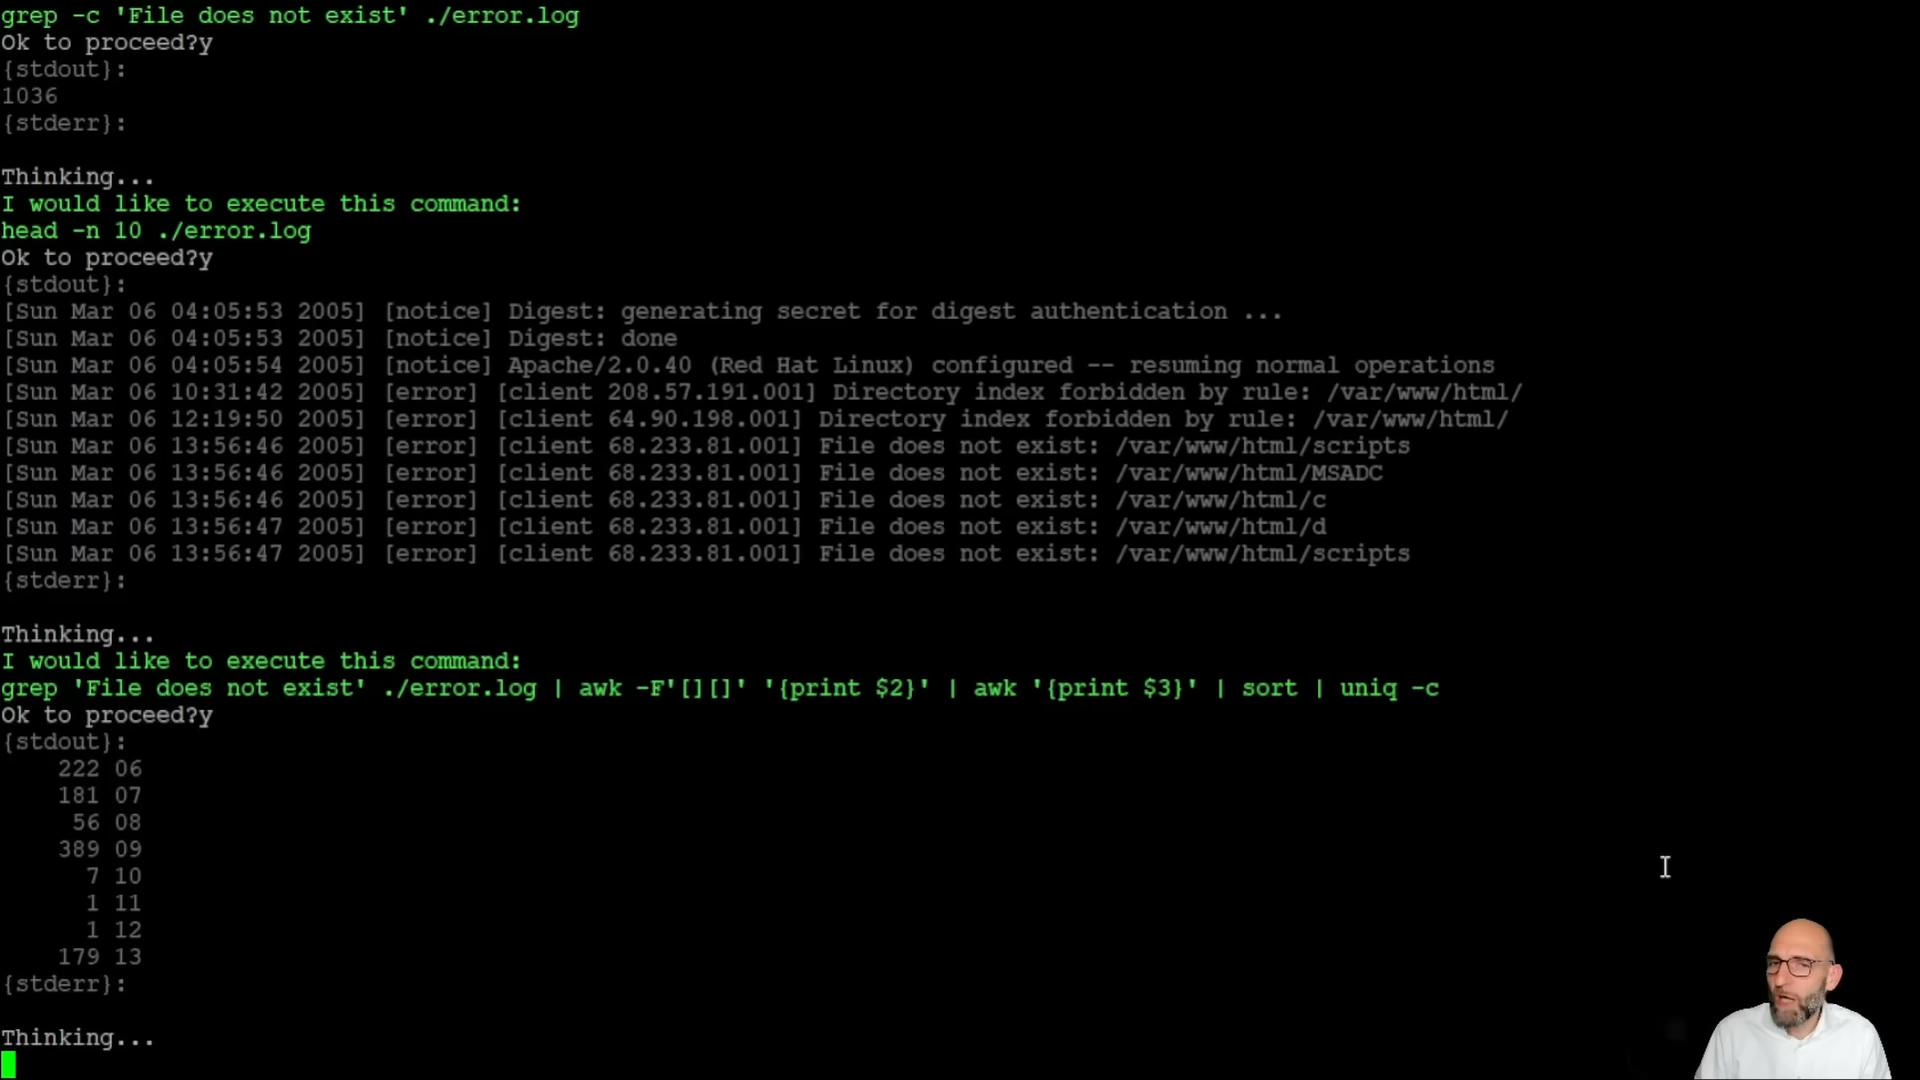 grep -c 'File does not exist' ./error.log
Ok to proceed?y
{stdout}:
1036
{stderr}:
Thinking...
I would like to execute this command:
head -n 10 ./error.log
Ok to proceed?y
{stdout}:
[Sun Mar 06 04:05:53 2005] [notice] Digest: generating secret for digest authentication ...
[Sun Mar 06 04:05:53 2005] [notice] Digest: done
[Sun Mar 06 04:05:54 2005] [notice] Apache/2.0.40 (Red Hat Linux) configured -- resuming normal operations
[Sun Mar 06 10:31:42 2005] [error] [client 208.57.191.001] Directory index forbidden by rule: /var/www/html/
[Sun Mar 06 12:19:50 2005] [error] [client 64.90.198.001] Directory index forbidden by rule: /var/www/html/
[Sun Mar 06 13:56:46 2005] [error] [client 68.233.81.001] File does not exist: /var/www/html/scripts
[Sun Mar 06 13:56:46 2005] [error] [client 68.233.81.001] File does not exist: /var/www/html/MSADC
[Sun Mar 06 13:56:46 2005] [error] [client 68.233.81.001] File does not exist: /var/www/html/c
[Sun Mar 06 13:56:47 2005] [error] [client 68.233.81.001] File does not exist: /var/www/html/d
[Sun Mar 06 13:56:47 2005] [error] [client 68.233.81.001] File does not exist: /var/www/html/scripts
{stderr}:
Thinking...
I would like to execute this command:
grep 'File does not exist' ./error.log | awk -F'[][]' '{print $2}' | awk '{print $3}' | sort | uniq -c
Ok to proceed?y
{stdout}:
222 06
181 07
56 08
389 09
7 10
1 11
1 12
179 13
{stderr}:
Thinking...